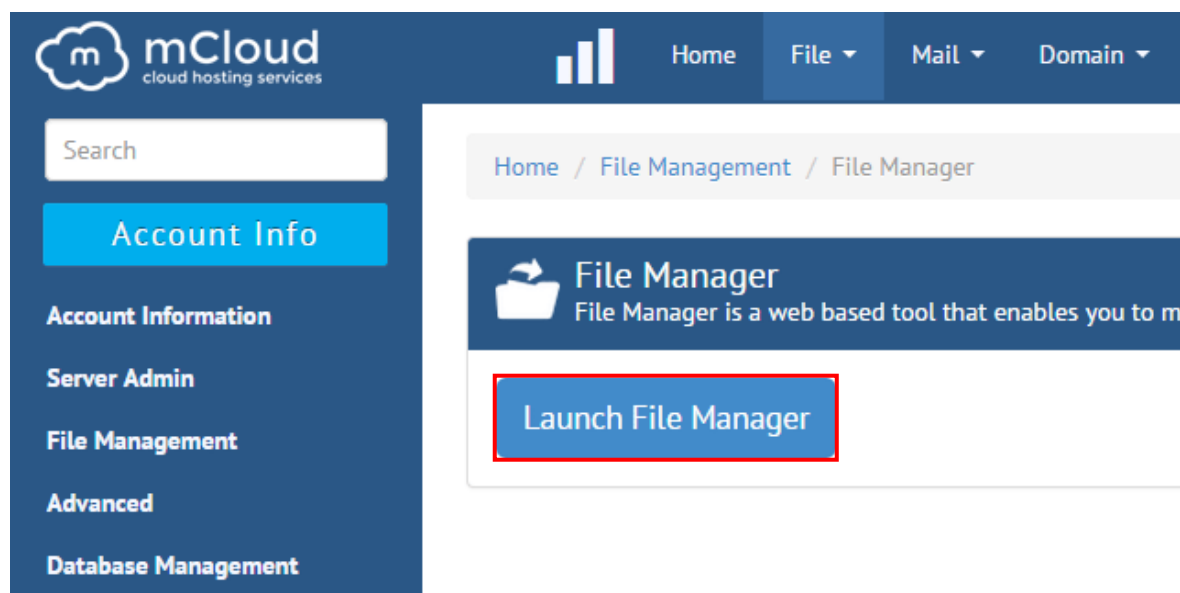 m
mCloud
cloud hosting services
Home
File
Mail
Domain
Search
Account Info
Account Information
Server Admin
File Management
Advanced
Database Management
Home / File Management / File Manager
File Manager
File Manager is a web based tool that enables you to m
Launch File Manager